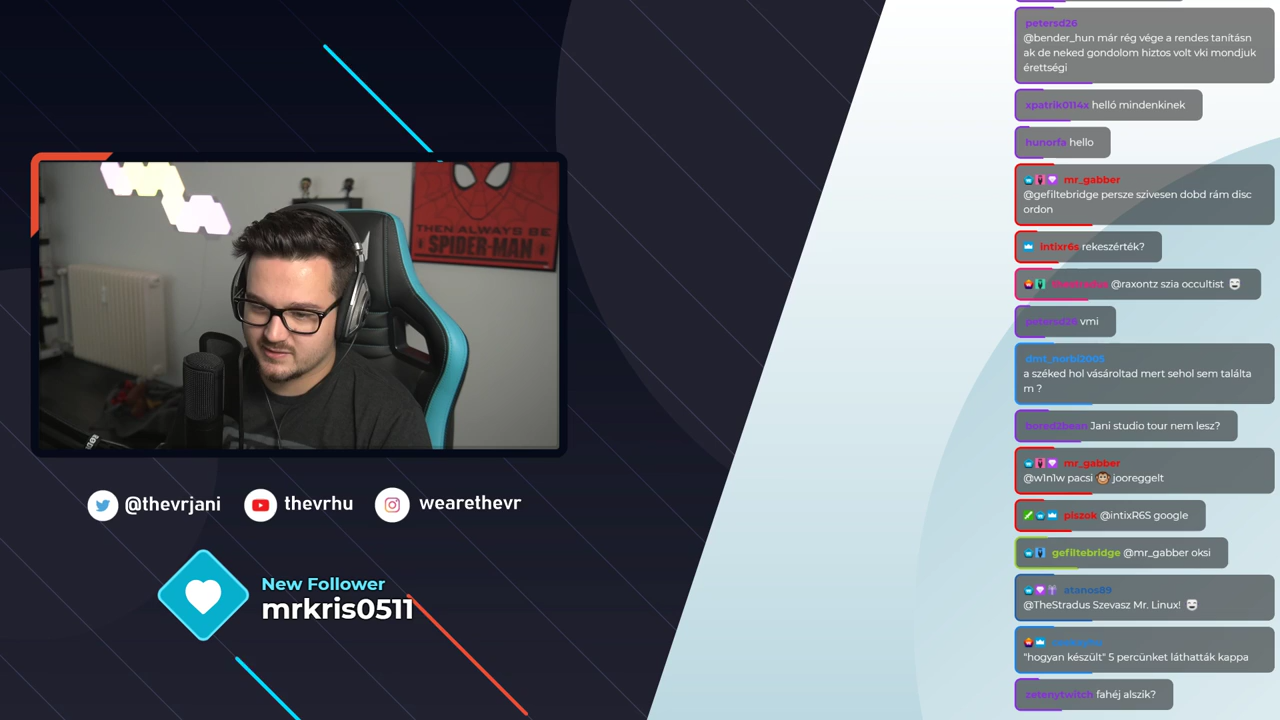 THEN ALWAYS BE
SPIDER-MAN
@thevrjani
thevrhu
wearethevr
New Follower
mrkris0511
petersd26
@bender_hun már rég vége a rendes tanításn
ak de neked gondolom hiztos volt vki mondjuk
érettségi
xpatrik0114x helló mindenkinek
hunorfa hello
mr_gabber
@gefiltebridge persze szivesen dobd rám disc
ordon
intixr6s rekeszérték?
thestradus @raxontz szia occultist
petersd26 vmi
dmt_norbi2005
a széked hol vásároltad mert sehol sem találta
m ?
bored2bean Jani studio tour nem lesz?
mr_gabber
@w1n1w pacsi jooreggelt
piszok @intixR6S google
gefiltebridge @mr_gabber oksi
atanos89
@TheStradus Szevasz Mr. Linux!
"hogyan készült" 5 percünket láthatták kappa
zetenytwitch fahéj alszik?